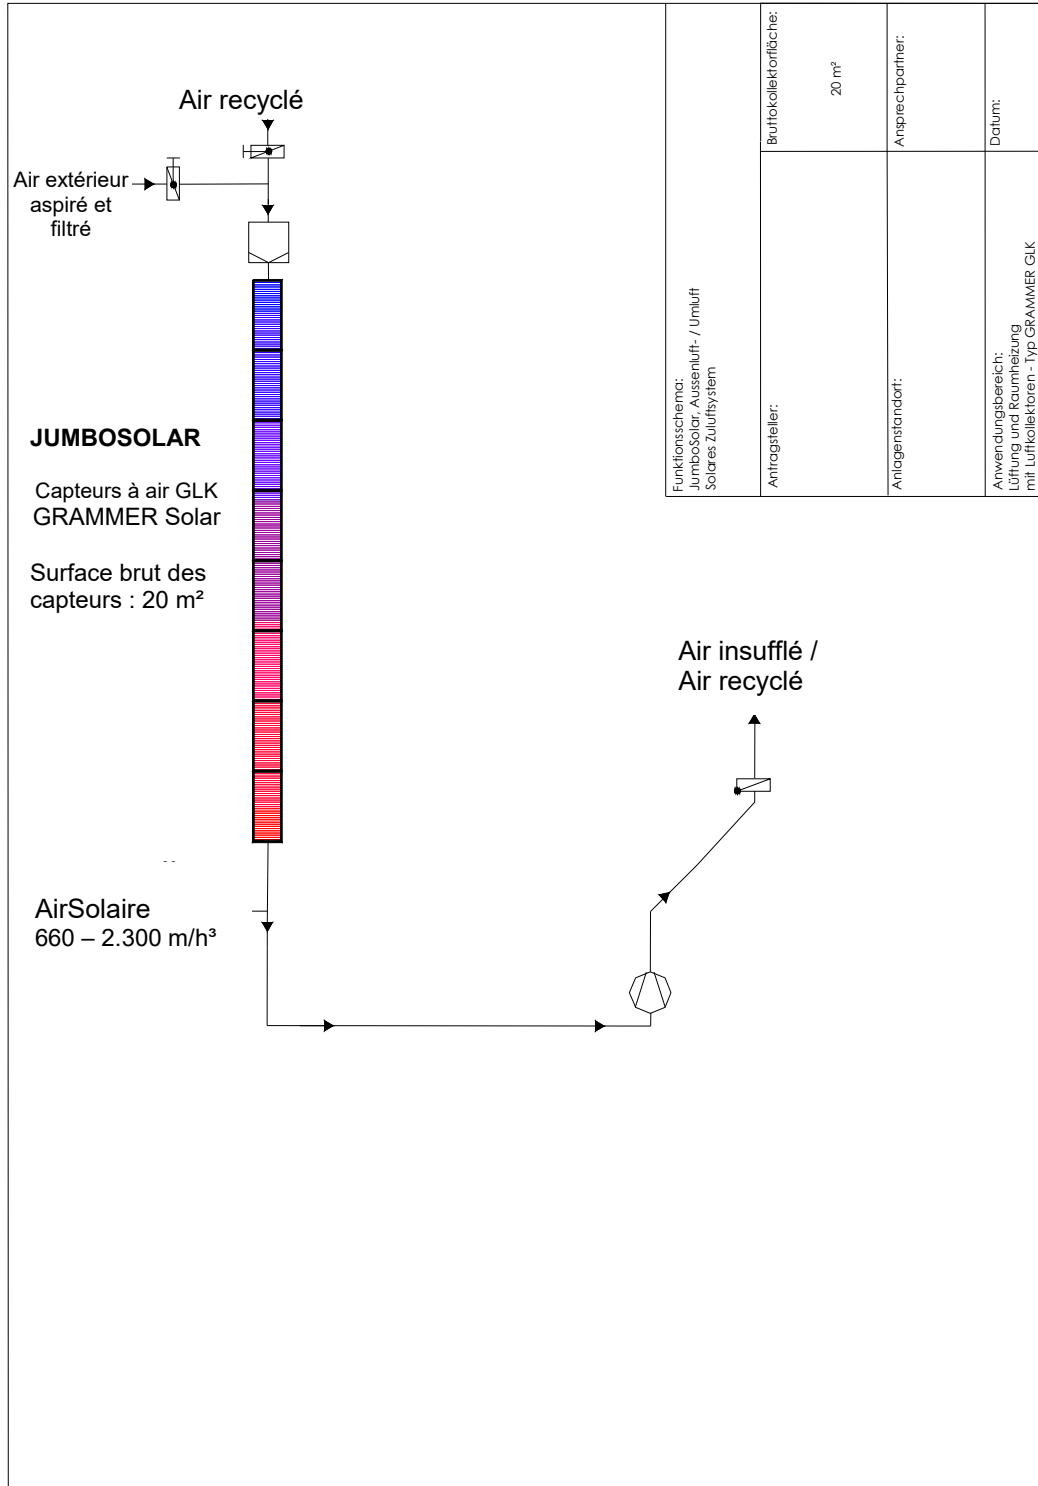 Air recyclé
Air extérieur
aspiré et
filtré
JUMBOSOLAR
Capteurs à air GLK
GRAMMER Solar
Surface brut des
capteurs : 20 m²
AirSolaire
660 – 2.300 m/h³
Air insufflé /
Air recyclé
Funktionsschema:
JumboSolar, Aussenluft- / Umluft
Solares Zuluftsystem
Antragsteller:
Bruttokollektorfläche:
20 m²
Anlagenstandort:
Ansprechpartner:
Anwendungsbereich:
Lüftung und Raumheizung
mit Luftkollektoren - Typ GRAMMER GLK
Datum: